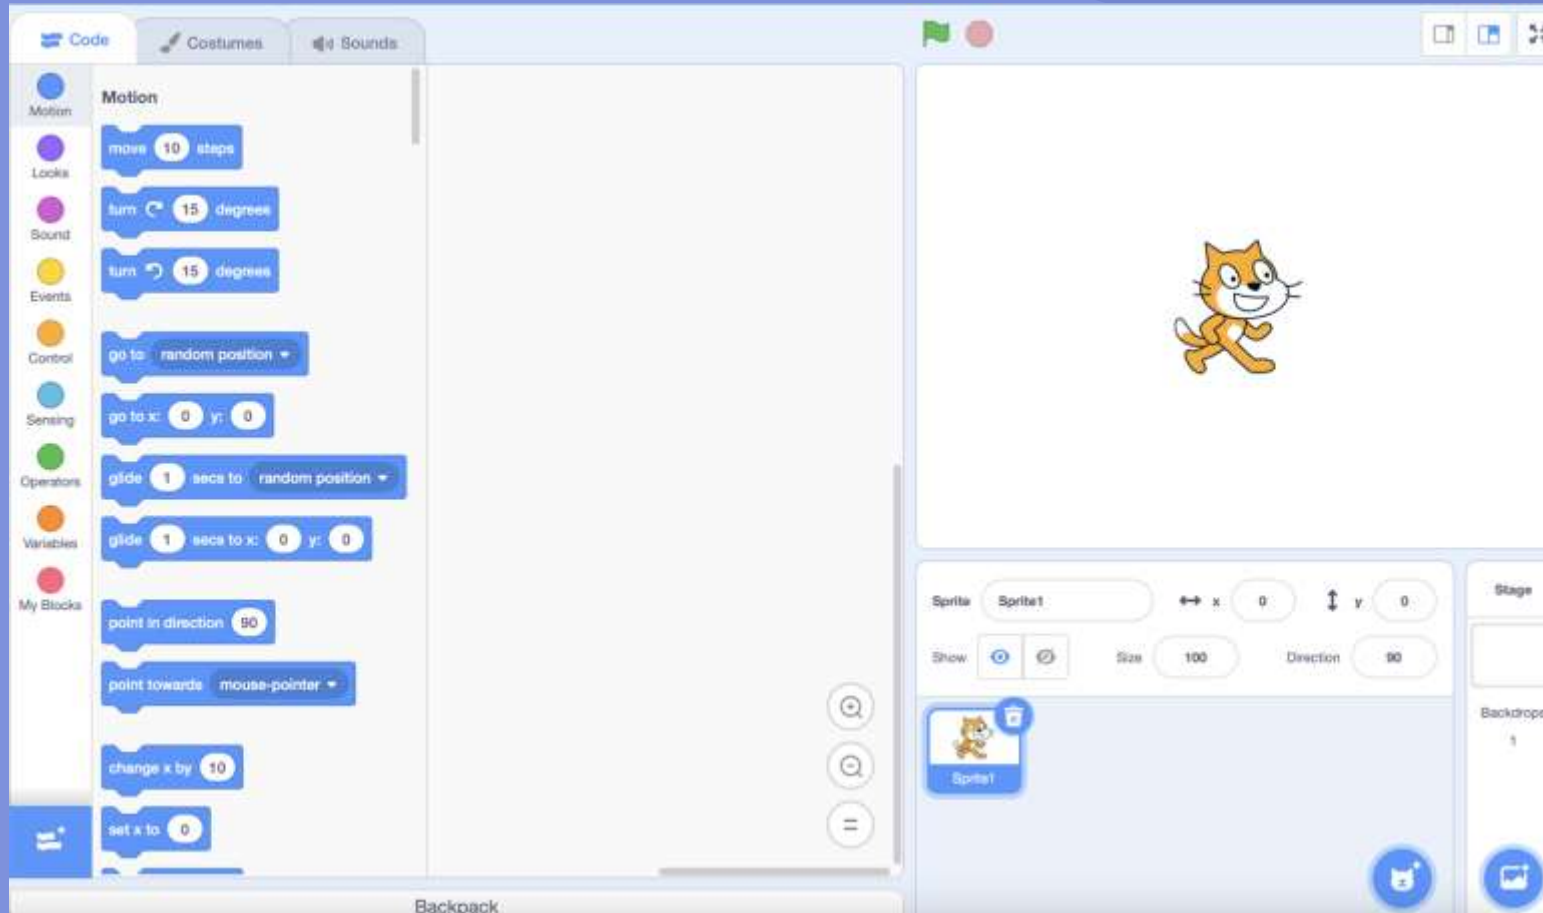 Code
Costumes
Sounds
Motion
Looks
Sound
Events
Control
Sensing
Operators
Variables
My Blocks
Motion
move 10 steps
turn 15 degrees
turn 15 degrees
go to random position
go to x: 0 y: 0
glide 1 secs to random position
glide 1 secs to x: 0 y: 0
point in direction 90
point towards mouse-pointer
change x by 10
set x to 0
Backpack
Sprite Sprite1 x 0 y 0
Show Size 100 Direction 90
Sprite1
Stage
Backdrops
1